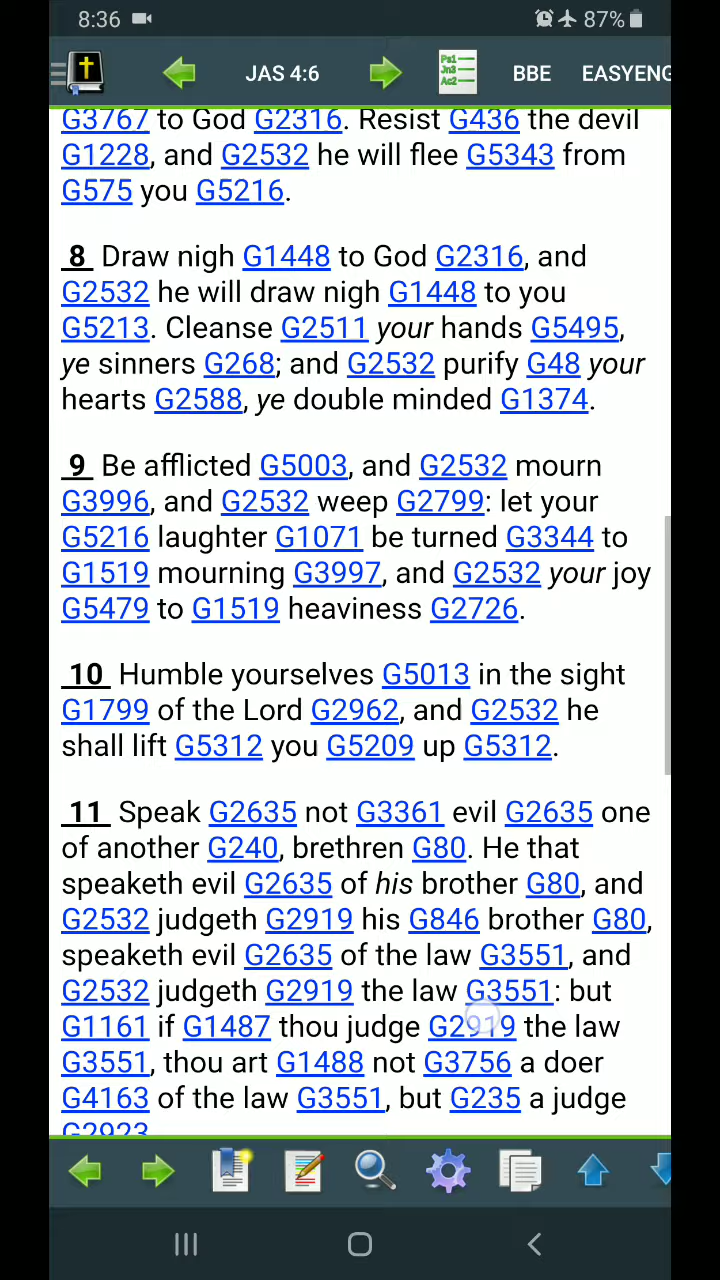 8:36 87%
JAS 4:6 BBE EASYENG
Ps1
Jn3
Ac2
G3767 to God G2316. Resist G436 the devil
G1228, and G2532 he will flee G5343 from
G575 you G5216.
8 Draw nigh G1448 to God G2316, and
G2532 he will draw nigh G1448 to you
G5213. Cleanse G2511 your hands G5495,
ye sinners G268; and G2532 purify G48 your
hearts G2588, ye double minded G1374.
9 Be afflicted G5003, and G2532 mourn
G3996, and G2532 weep G2799: let your
G5216 laughter G1071 be turned G3344 to
G1519 mourning G3997, and G2532 your joy
G5479 to G1519 heaviness G2726.
10 Humble yourselves G5013 in the sight
G1799 of the Lord G2962, and G2532 he
shall lift G5312 you G5209 up G5312.
11 Speak G2635 not G3361 evil G2635 one
of another G240, brethren G80. He that
speaketh evil G2635 of his brother G80, and
G2532 judgeth G2919 his G846 brother G80,
speaketh evil G2635 of the law G3551, and
G2532 judgeth G2919 the law G3551: but
G1161 if G1487 thou judge G2919 the law
G3551, thou art G1488 not G3756 a doer
G4163 of the law G3551, but G235 a judge
G2923